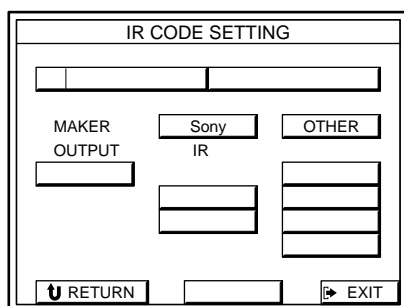 IR CODE SETTING
MAKER Sony OTHER
OUTPUT IR
RETURN EXIT